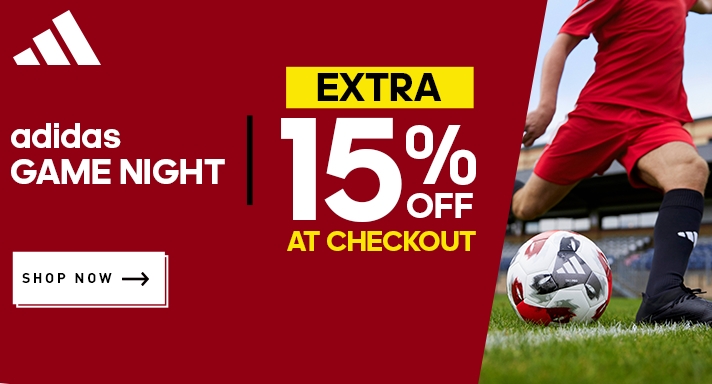 adidas
GAME NIGHT
EXTRA
15%
OFF
AT CHECKOUT
SHOP NOW